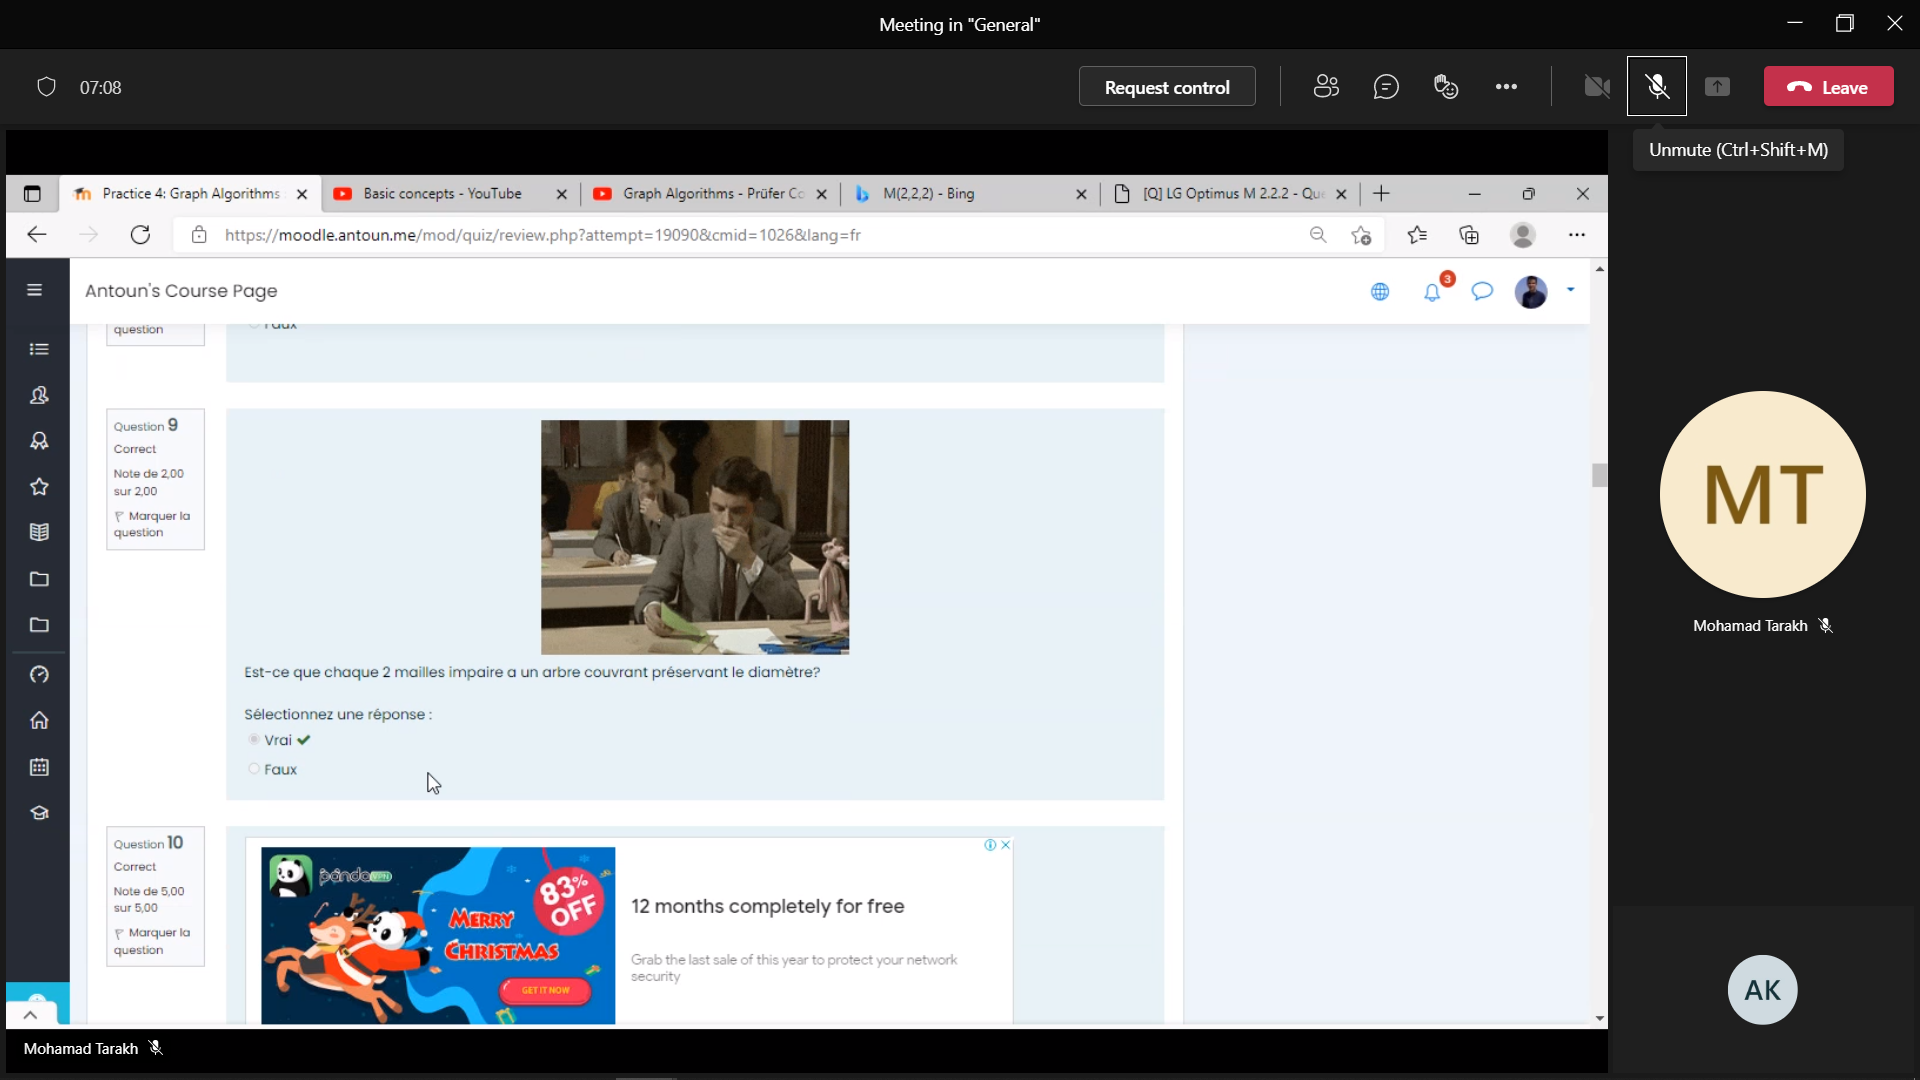 Meeting in "General"
07:08
Request control
Leave
Unmute (Ctrl+Shift+M)
Practice 4: Graph Algorithms
Basic concepts - YouTube
Graph Algorithms - Prüfer Co
M(2,2,2) - Bing
[Q] LG Optimus M 2.2.2 - Que
https://moodle.antoun.me/mod/quiz/review.php?attempt=19090&cmid=1026&lang=fr
Antoun's Course Page
3
question
Faux
Question 9
Correct
Note de 2,00
sur 2,00
Marquer la
question
Est-ce que chaque 2 mailles impaire a un arbre couvrant préservant le diamètre?
Sélectionnez une réponse :
Vrai
Faux
Question 10
Correct
Note de 5,00
sur 5,00
Marquer la
question
panda VPN
83%
OFF
MERRY
CHRISTMAS
GET IT NOW
12 months completely for free
Grab the last sale of this year to protect your network
security
MT
Mohamad Tarakh
AK
Mohamad Tarakh